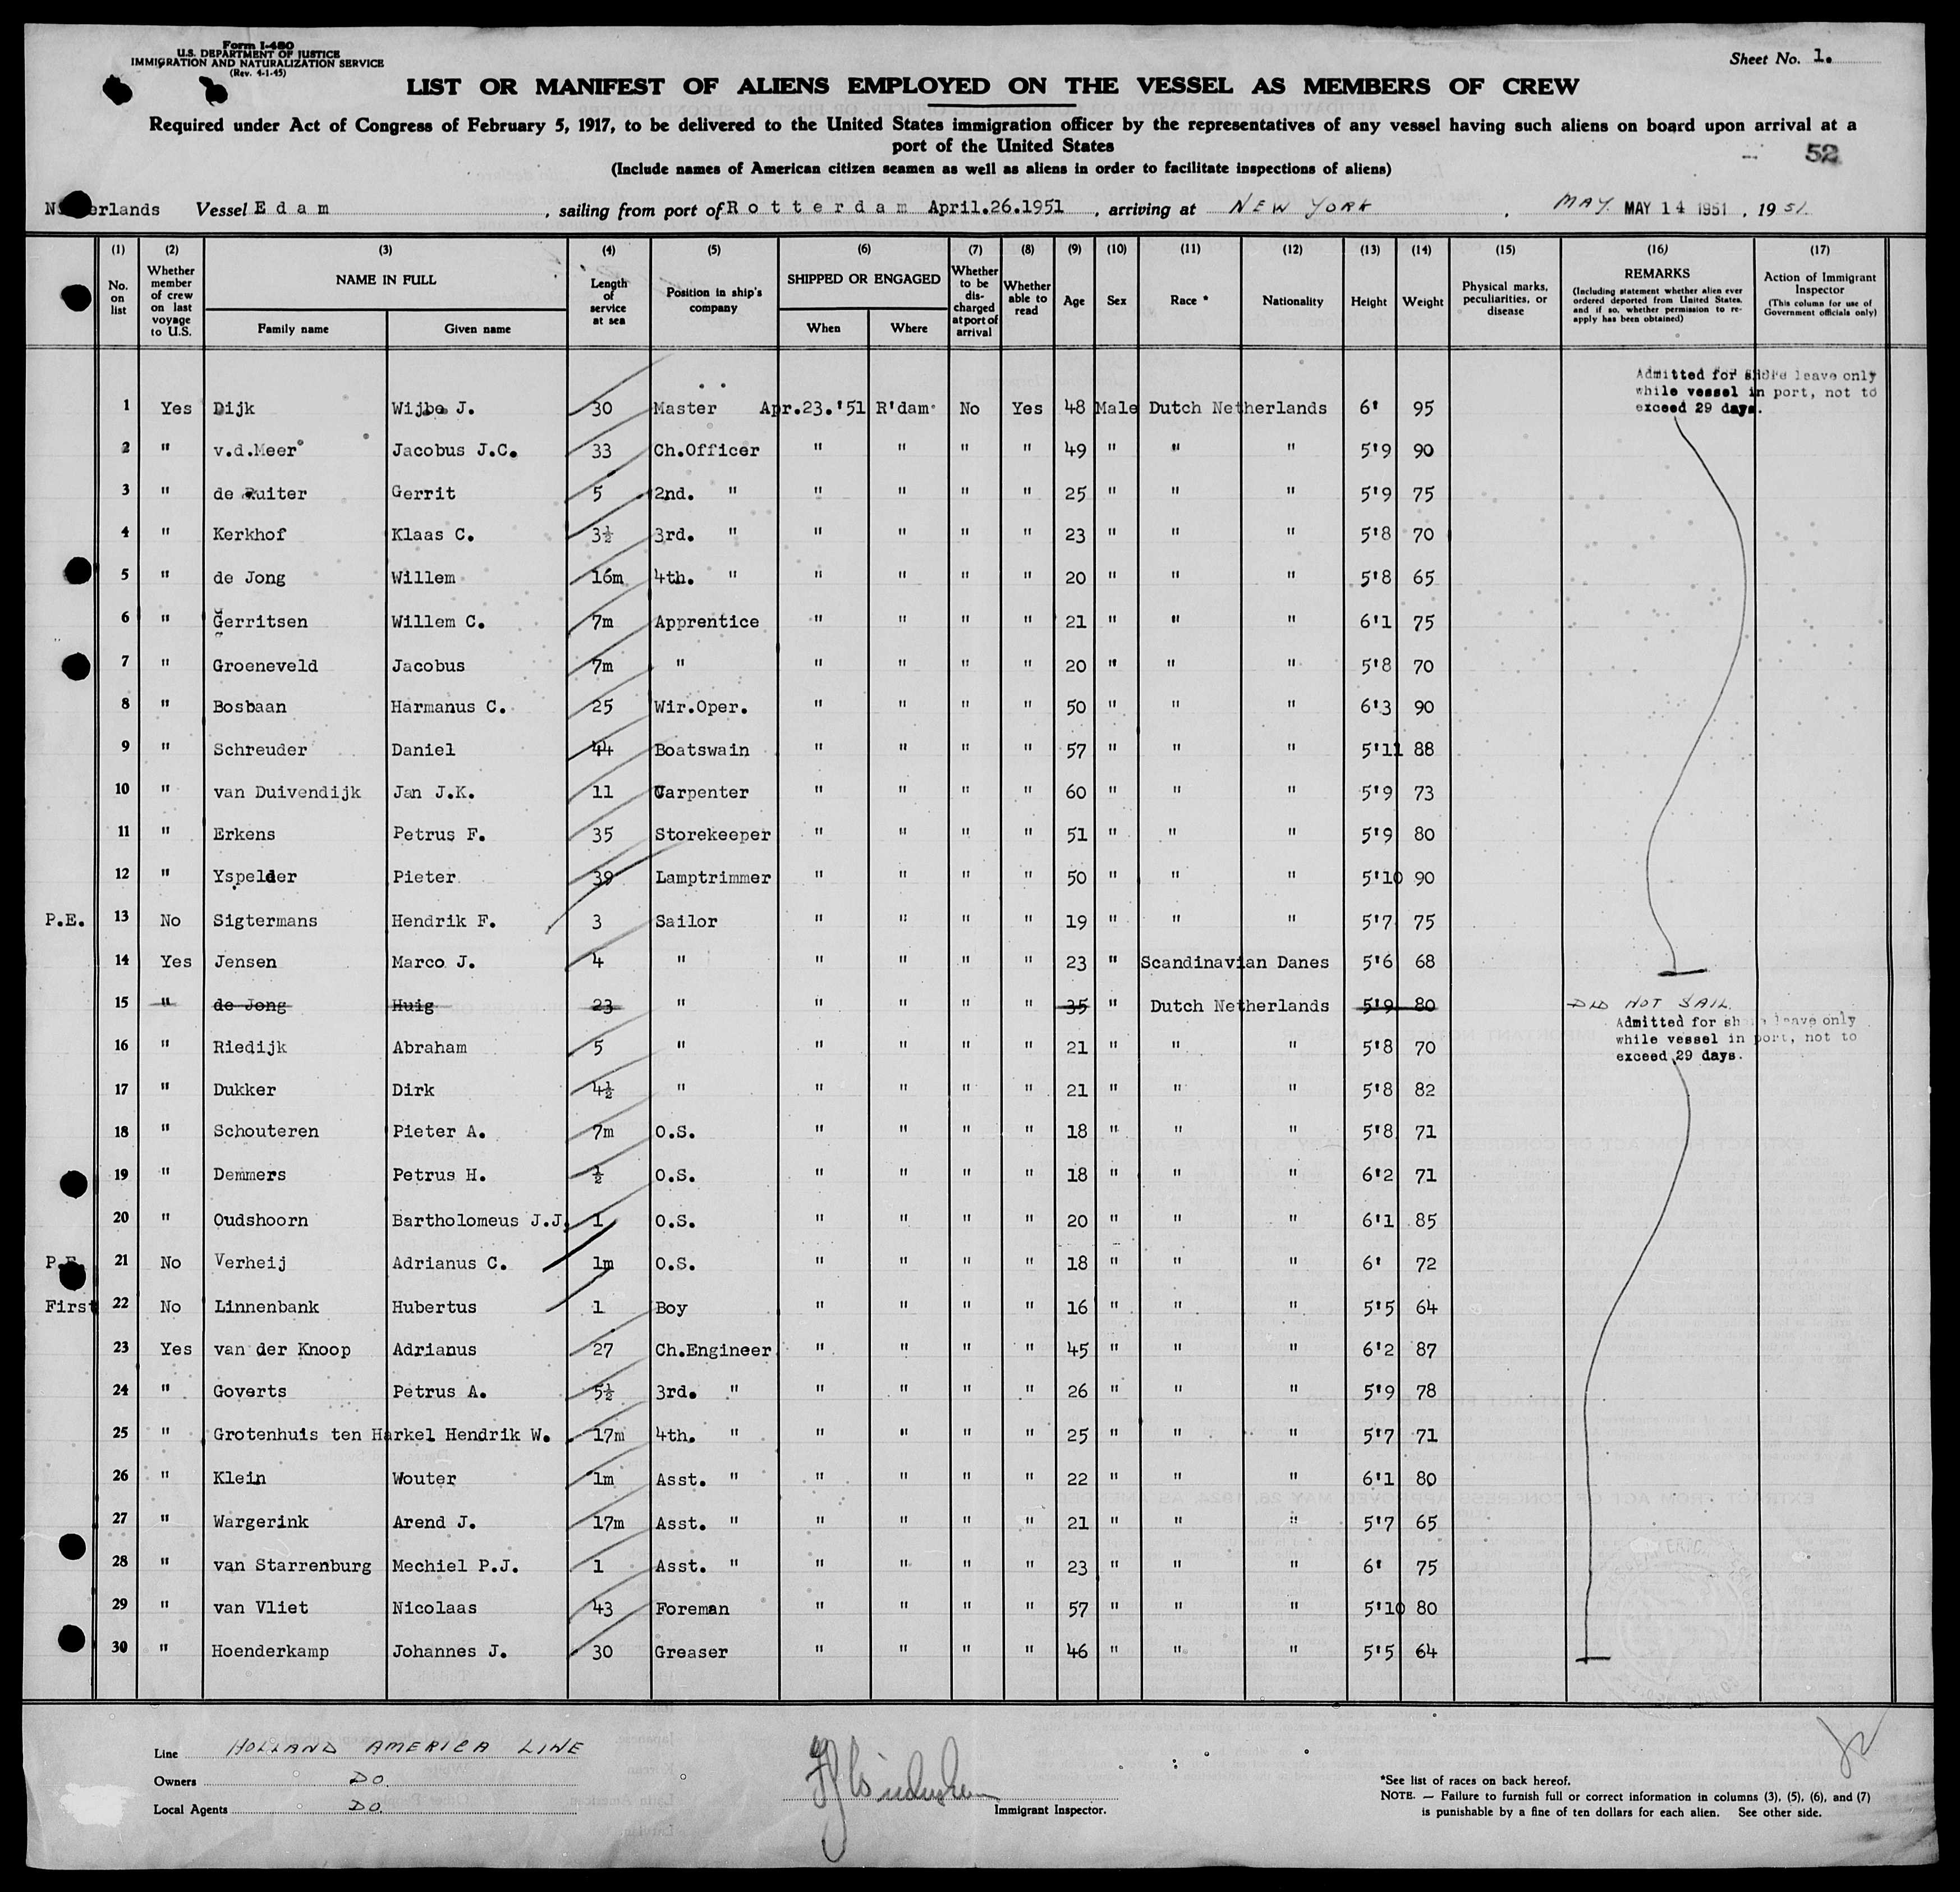 Form I-480
U.S. DEPARTMENT OF JUSTICE
IMMIGRATION AND NATURALIZATION SERVICE
(Rev. 4-1-45)
Sheet No. 1.
LIST OR MANIFEST OF ALIENS EMPLOYED ON THE VESSEL AS MEMBERS OF CREW
Required under Act of Congress of February 5, 1917, to be delivered to the United States immigration officer by the representatives of any vessel having such aliens on board upon arrival at a
port of the United States
52
(Include names of American citizen seamen as well as aliens in order to facilitate inspections of aliens)
Vessel Edam, sailing from port of Rotterdam April.26.1951, arriving at NEW YORK, MAY. MAY 14 1951, 1951.
(1) (2) (3) (4) (5) (6) (7) (8) (9) (10) (11) (12) (13) (14) (15) (16) (17)
No. on list
Whether member of crew on last voyage to U.S.
NAME IN FULL
Family name
Given name
Length of service at sea
Position in ship's company
SHIPPED OR ENGAGED
When
Where
Whether to be discharged at port of arrival
Whether able to read
Age
Sex
Race *
Nationality
Height
Weight
Physical marks, peculiarities, or disease
REMARKS
(Including statement whether alien ever ordered deported from United States, and if so, whether permission to re-apply has been obtained)
Action of Immigrant Inspector
(This column for use of Government officials only)
Admitted for shore leave only
while vessel in port, not to
exceed 29 days.
1 Yes Dijk Wijbe J. 30 Master Apr.23.'51 R'dam No Yes 48 Male Dutch Netherlands 6' 95
2 " v.d.Meer Jacobus J.C. 33 Ch.Officer " " " " 49 " " " 5'9 90
3 " de Ruiter Gerrit 5 2nd. " " " " " 25 " " " 5'9 75
4 " Kerkhof Klaas C. 3½ 3rd. " " " " " 23 " " " 5'8 70
5 " de Jong Willem 16m 4th. " " " " " 20 " " " 5'8 65
6 " Gerritsen Willem C. 7m Apprentice " " " " 21 " " " 6'1 75
7 " Groeneveld Jacobus 7m " " " " " 20 " " " 5'8 70
8 " Bosbaan Harmanus C. 25 Wir.Oper. " " " " 50 " " " 6'3 90
9 " Schreuder Daniel 44 Boatswain " " " " 57 " " " 5'11 88
10 " van Duivendijk Jan J.K. 11 Carpenter " " " " 60 " " " 5'9 73
11 " Erkens Petrus F. 35 Storekeeper " " " " 51 " " " 5'9 80
12 " Yspelder Pieter 39 Lamptrimmer " " " " 50 " " " 5'10 90
P.E. 13 No Sigtermans Hendrik F. 3 Sailor " " " " 19 " " " 5'7 75
14 Yes Jensen Marco J. 4 " " " " " 23 " Scandinavian Danes 5'6 68
15 " de Jong Huig 23 " " " " " 35 " Dutch Netherlands 5'9 80 DID NOT SAIL.
Admitted for shore leave only
while vessel in port, not to
exceed 29 days.
16 " Riedijk Abraham 5 " " " " " 21 " " " 5'8 70
17 " Dukker Dirk 4½ " " " " " 21 " " " 5'8 82
18 " Schouteren Pieter A. 7m O.S. " " " " 18 " " " 5'8 71
19 " Demmers Petrus H. ½ O.S. " " " " 18 " " " 6'2 71
20 " Oudshoorn Bartholomeus J.J. 1 O.S. " " " " 20 " " " 6'1 85
21 No Verheij Adrianus C. 1m O.S. " " " " 18 " " " 6' 72
First 22 No Linnenbank Hubertus 1 Boy " " " " 16 " " " 5'5 64
23 Yes van der Knoop Adrianus 27 Ch.Engineer " " " " 45 " " " 6'2 87
24 " Goverts Petrus A. 5½ 3rd. " " " " " 26 " " " 5'9 78
25 " Grotenhuis ten Harkel Hendrik W. 17m 4th. " " " " " 25 " " " 5'7 71
26 " Klein Wouter 1m Asst. " " " " " 22 " " " 6'1 80
27 " Wargerink Arend J. 17m Asst. " " " " " 21 " " " 5'7 65
28 " van Starrenburg Mechiel P.J. 1 Asst. " " " " " 23 " " " 6' 75
29 " van Vliet Nicolaas 43 Foreman " " " " 57 " " " 5'10 80
30 " Hoenderkamp Johannes J. 30 Greaser " " " " 46 " " " 5'5 64
Line HOLLAND AMERICA LINE
Owners DO.
Local Agents DO.
Immigrant Inspector.
*See list of races on back hereof.
NOTE. — Failure to furnish full or correct information in columns (3), (5), (6), and (7)
is punishable by a fine of ten dollars for each alien. See other side.